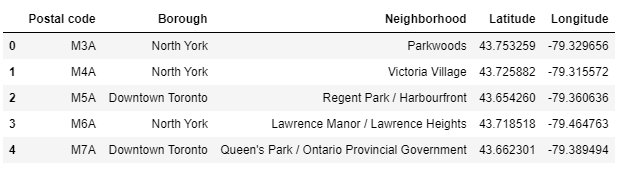 Postal code Borough Neighborhood Latitude Longitude
0 M3A North York Parkwoods 43.753259 -79.329656
1 M4A North York Victoria Village 43.725882 -79.315572
2 M5A Downtown Toronto Regent Park / Harbourfront 43.654260 -79.360636
3 M6A North York Lawrence Manor / Lawrence Heights 43.718518 -79.464763
4 M7A Downtown Toronto Queen's Park / Ontario Provincial Government 43.662301 -79.389494